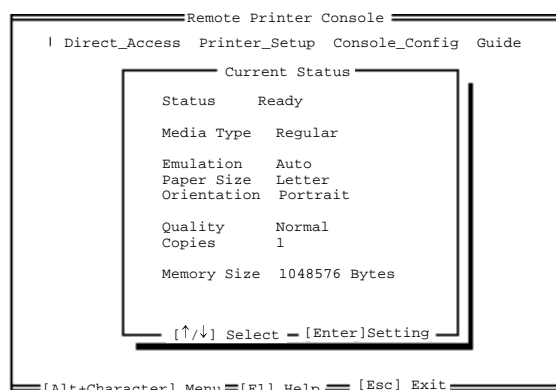 Remote Printer Console
| Direct_Access Printer_Setup Console_Config Guide
Current Status
Status Ready
Media Type Regular
Emulation Auto
Paper Size Letter
Orientation Portrait
Quality Normal
Copies 1
Memory Size 1048576 Bytes
[↑/↓] Select [Enter]Setting
[Alt+Character] Menu [F1] Help [Esc] Exit